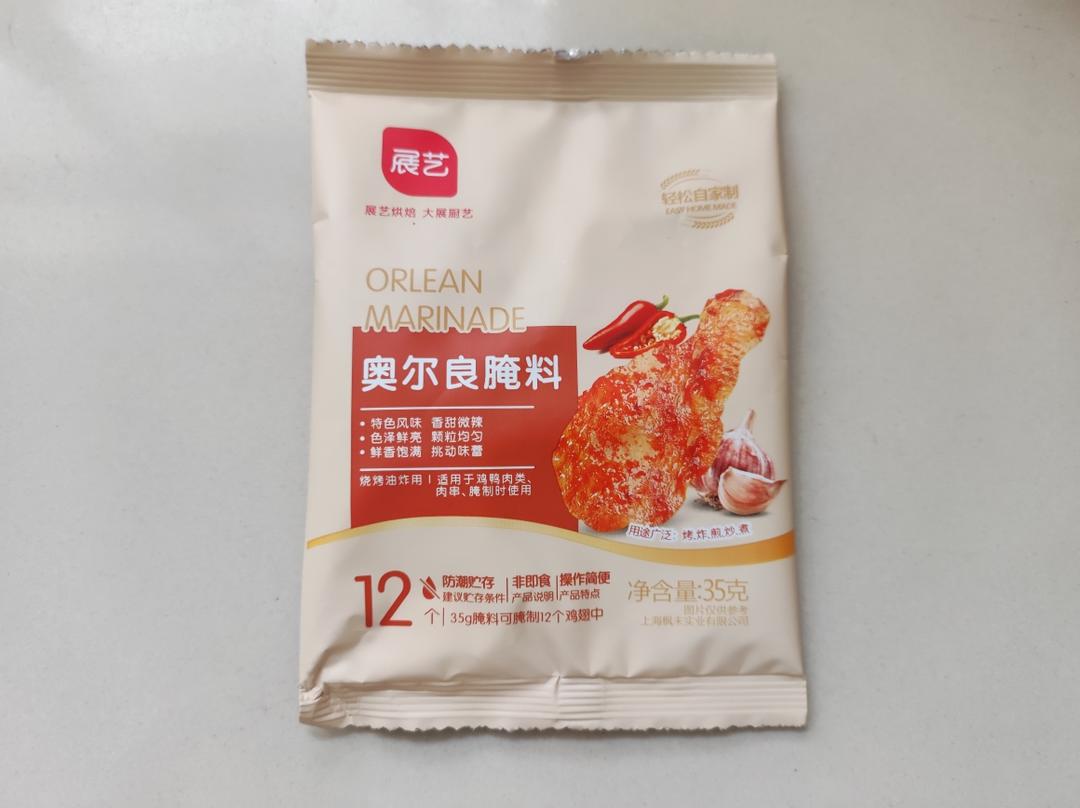 展艺
展艺烘焙 大展厨艺
轻松自家制
EASY HOME MADE
ORLEAN
MARINADE
奥尔良腌料
• 特色风味 香甜微辣
• 色泽鲜亮 颗粒均匀
• 鲜香饱满 挑动味蕾
烧烤油炸用 | 适用于鸡鸭肉类、
肉串、腌制时使用
用途广泛：烤.炸.煎.炒.煮
12个
防潮贮存 非即食 操作简便
建议贮存条件 产品说明 产品特点
35g腌料可腌制12个鸡翅中
净含量:35克
图片仅供参考
上海枫未实业有限公司